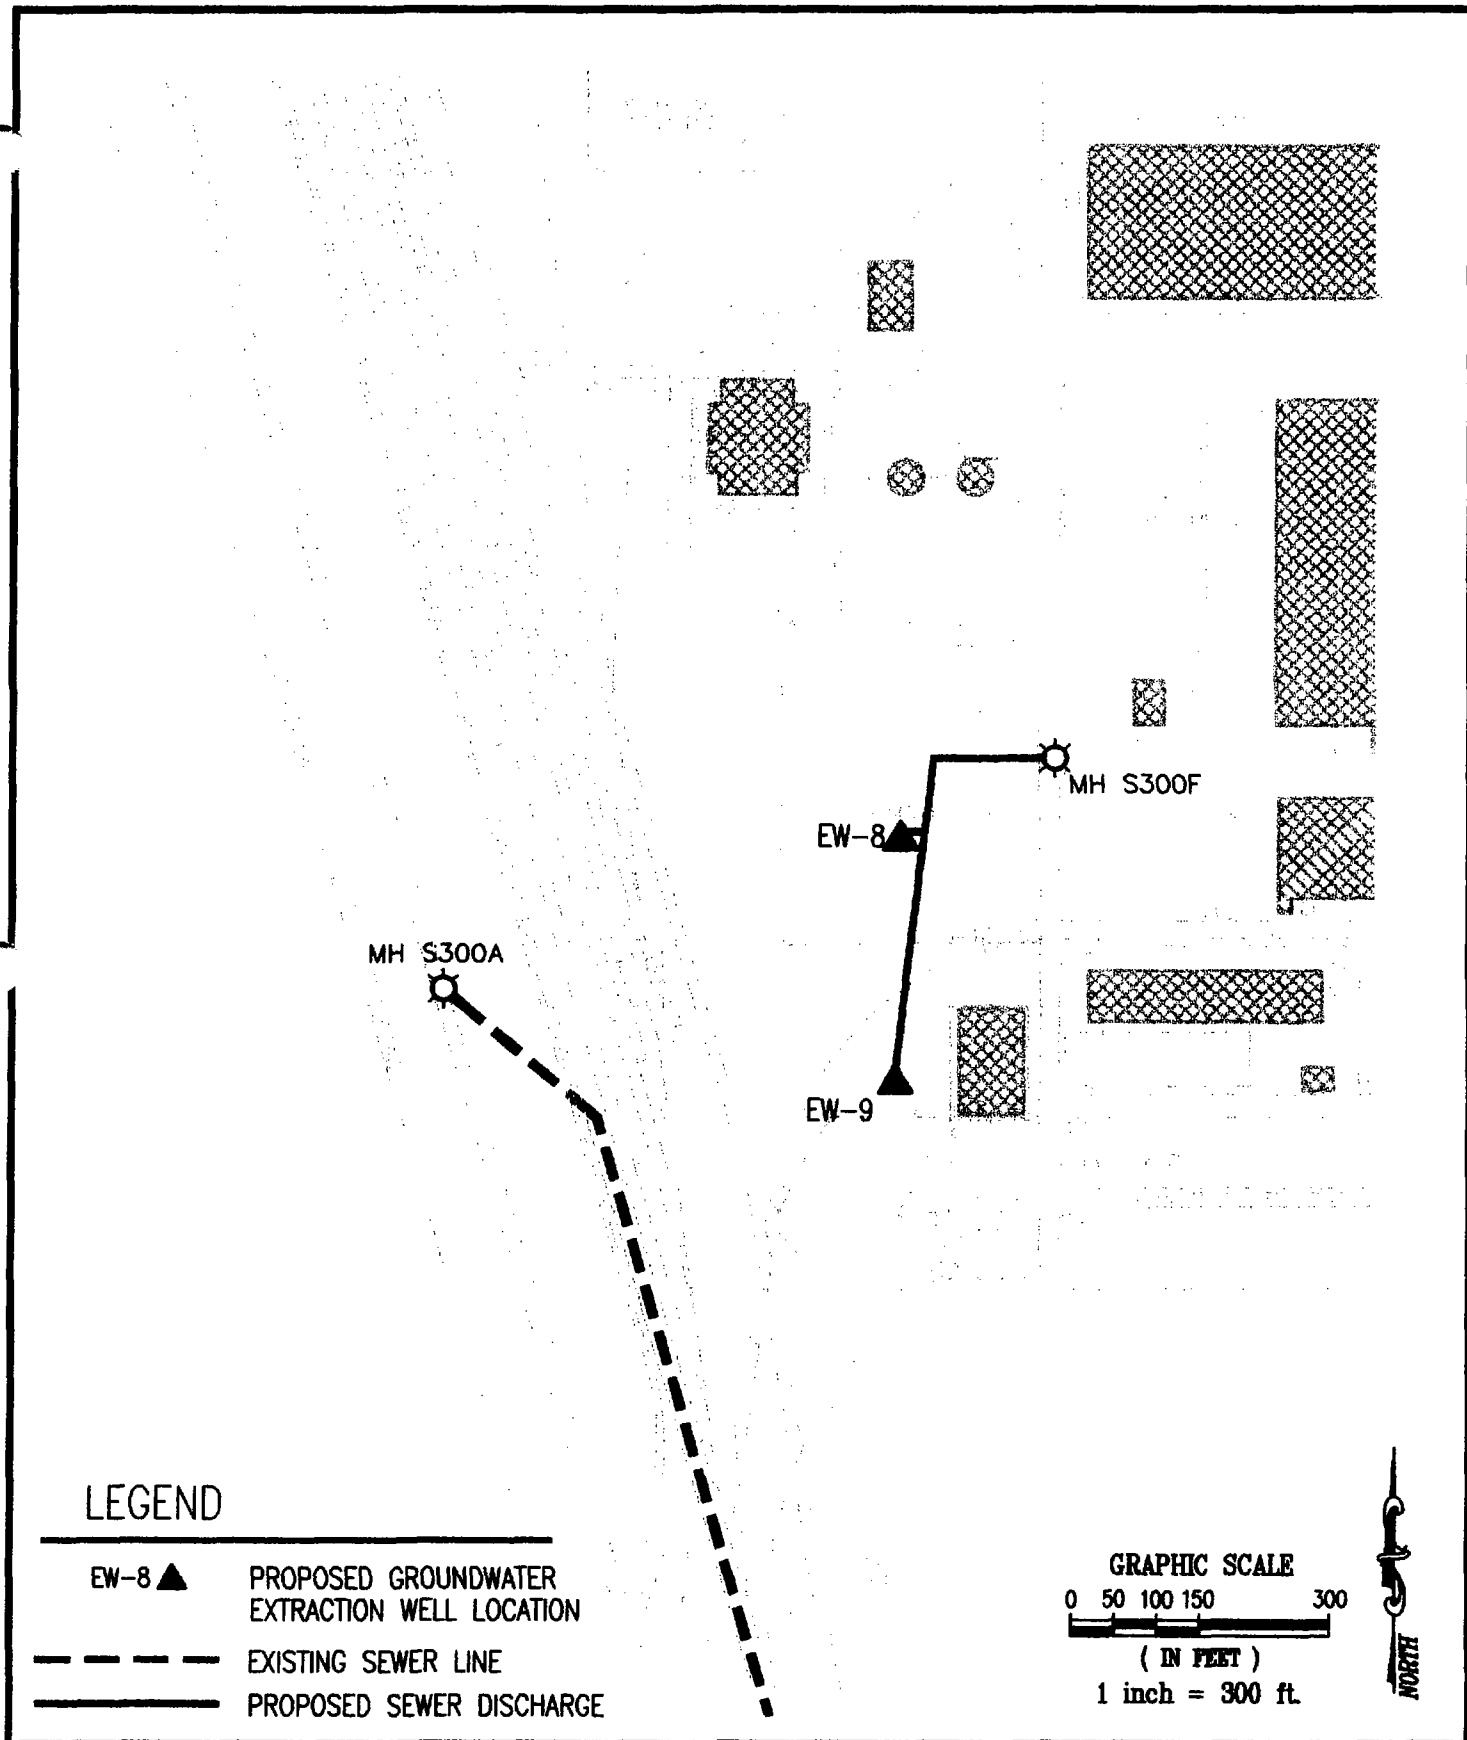 MH S300F
EW-8
MH S300A
EW-9
LEGEND
EW-8 PROPOSED GROUNDWATER
EXTRACTION WELL LOCATION
EXISTING SEWER LINE
PROPOSED SEWER DISCHARGE
GRAPHIC SCALE
0 50 100 150 300
( IN FEET )
1 inch = 300 ft.
NORTH